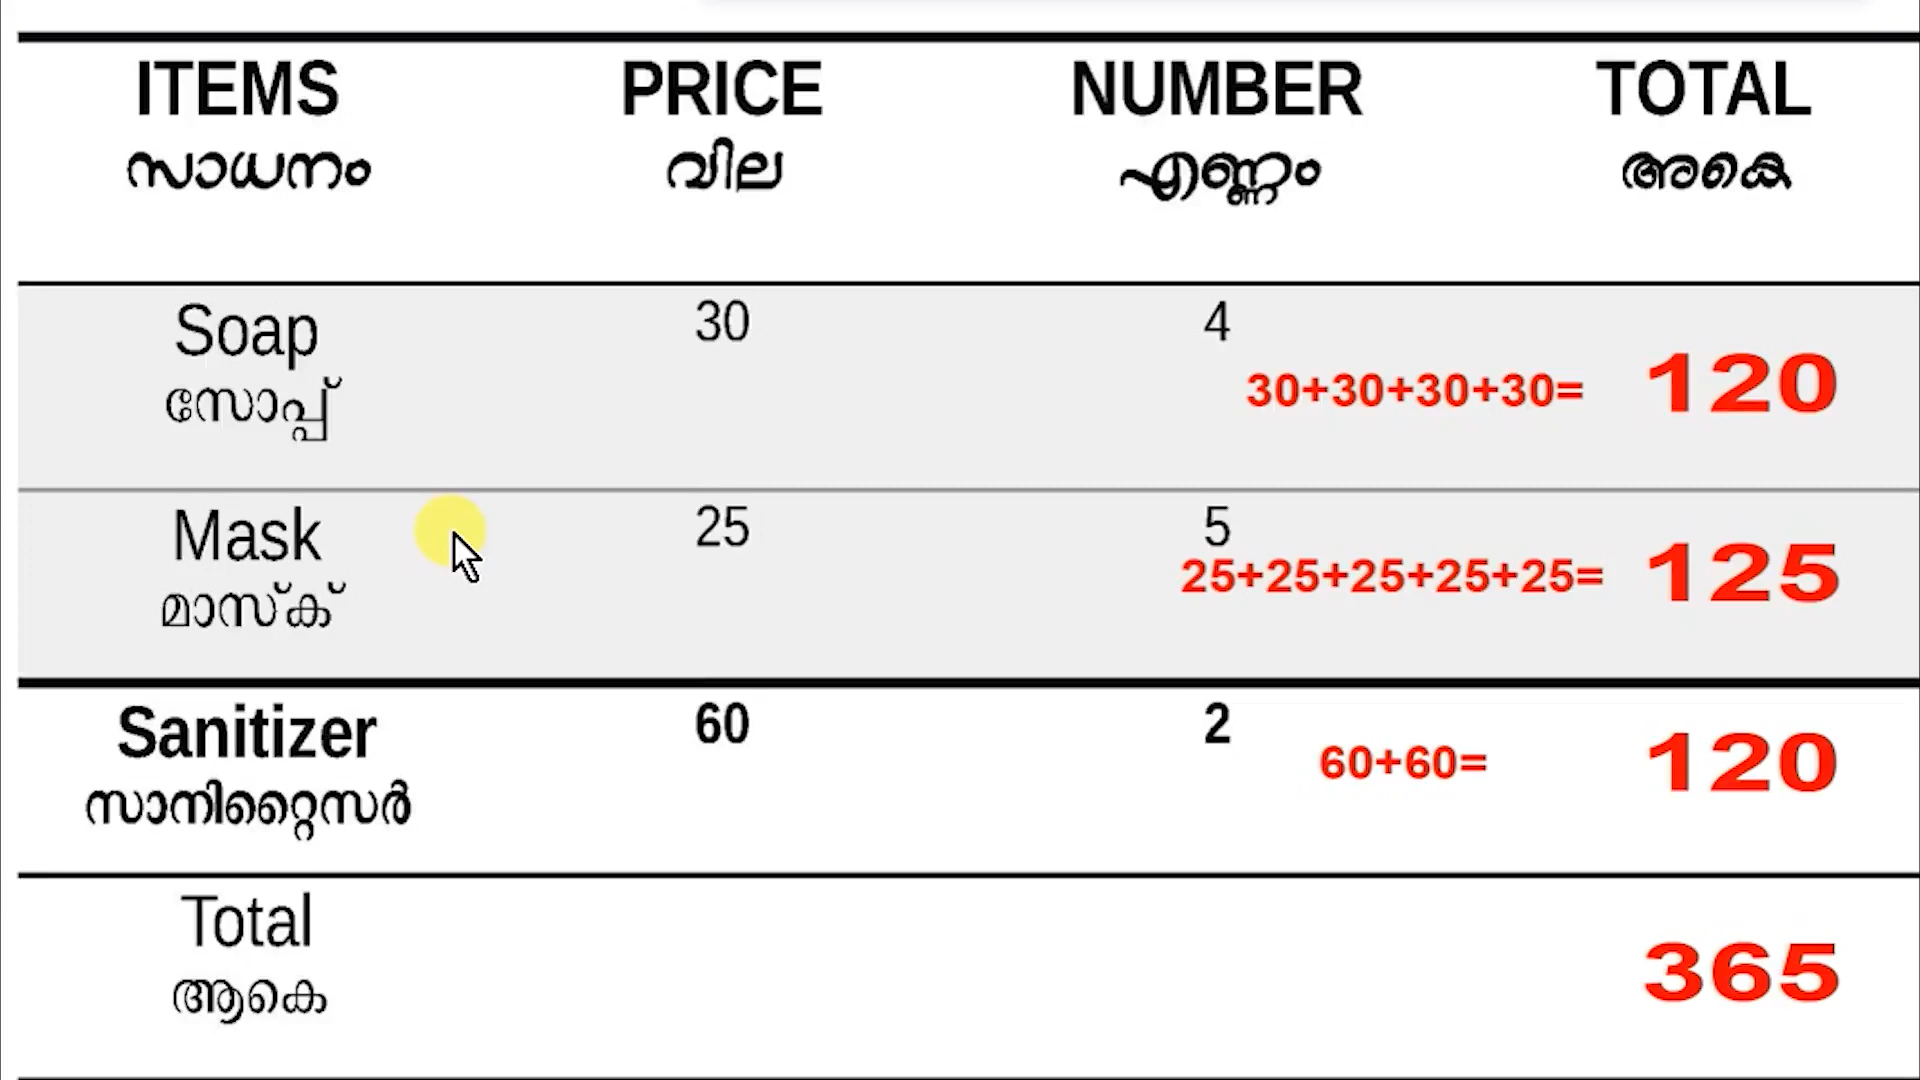 ITEMS PRICE NUMBER TOTAL
സാധനം വില എണ്ണം അകെ
Soap 30 4
30+30+30+30= 120
സോപ്പ്
Mask 25 5
25+25+25+25+25= 125
മാസ്ക്
Sanitizer 60 2
60+60= 120
സാനിറ്റൈസർ
Total
365
ആകെ